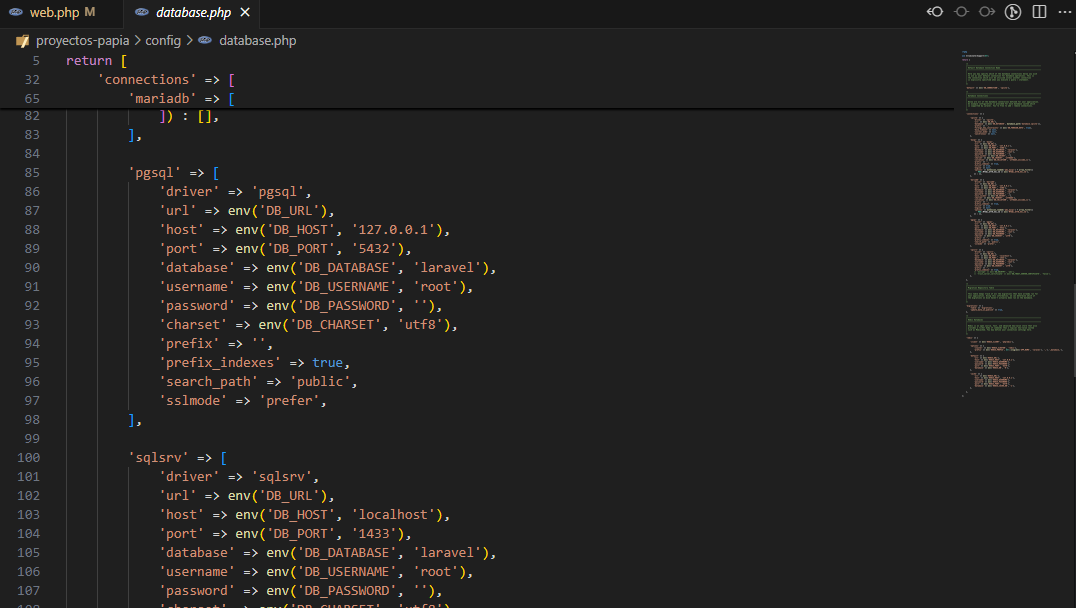 web.php M
database.php
proyectos-papia > config > database.php
5 return [
32 'connections' => [
65 'mariadb' => [
82 ]) : [],
83 ],
84
85 'pgsql' => [
86 'driver' => 'pgsql',
87 'url' => env('DB_URL'),
88 'host' => env('DB_HOST', '127.0.0.1'),
89 'port' => env('DB_PORT', '5432'),
90 'database' => env('DB_DATABASE', 'laravel'),
91 'username' => env('DB_USERNAME', 'root'),
92 'password' => env('DB_PASSWORD', ''),
93 'charset' => env('DB_CHARSET', 'utf8'),
94 'prefix' => '',
95 'prefix_indexes' => true,
96 'search_path' => 'public',
97 'sslmode' => 'prefer',
98 ],
99
100 'sqlsrv' => [
101 'driver' => 'sqlsrv',
102 'url' => env('DB_URL'),
103 'host' => env('DB_HOST', 'localhost'),
104 'port' => env('DB_PORT', '1433'),
105 'database' => env('DB_DATABASE', 'laravel'),
106 'username' => env('DB_USERNAME', 'root'),
107 'password' => env('DB_PASSWORD', ''),
108 'charset' => env('DB_CHARSET', 'utf8'),